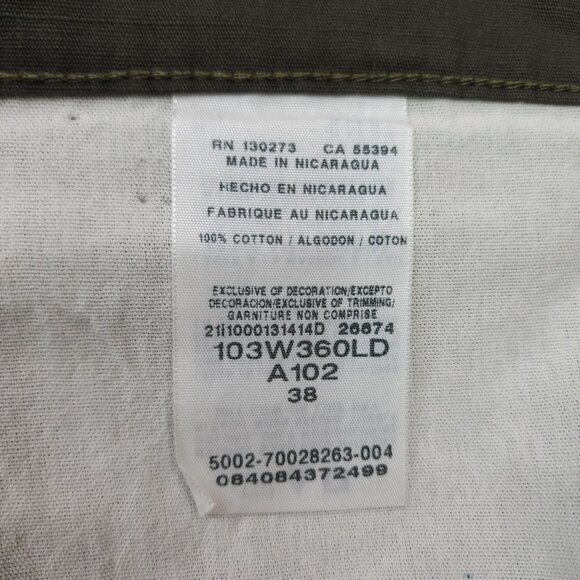 RN 130273 CA 55394
MADE IN NICARAGUA
HECHO EN NICARAGUA
FABRIQUE AU NICARAGUA
100% COTTON / ALGODON / COTON
EXCLUSIVE OF DECORATION/EXCEPTO
DECORACION/EXCLUSIVE OF TRIMMING/
GARNITURE NON COMPRISE
21I1000131414D 26674
103W360LD
A102
38
5002-70028263-004
084084372499